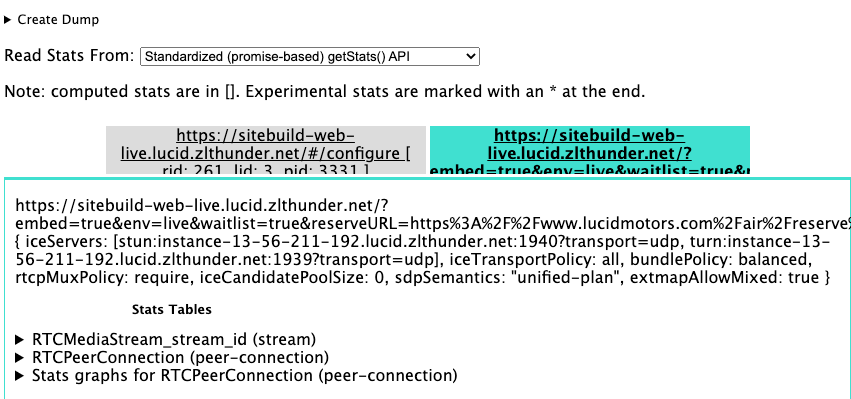 Create Dump
Read Stats From: Standardized (promise-based) getStats() API
Note: computed stats are in []. Experimental stats are marked with an * at the end.
https://sitebuild-web-
live.lucid.zlthunder.net/#/configure [
rid: 261, lid: 3, pid: 3331 ]
https://sitebuild-web-
live.lucid.zlthunder.net/?
embed=true&env=live&waitlist=true&
https://sitebuild-web-live.lucid.zlthunder.net/?
embed=true&env=live&waitlist=true&reserveURL=https%3A%2F%2Fwww.lucidmotors.com%2Fair%2Freserve%
{ iceServers: [stun:instance-13-56-211-192.lucid.zlthunder.net:1940?transport=udp, turn:instance-13-
56-211-192.lucid.zlthunder.net:1939?transport=udp], iceTransportPolicy: all, bundlePolicy: balanced,
rtcpMuxPolicy: require, iceCandidatePoolSize: 0, sdpSemantics: "unified-plan", extmapAllowMixed: true }
Stats Tables
RTCMediaStream_stream_id (stream)
RTCPeerConnection (peer-connection)
Stats graphs for RTCPeerConnection (peer-connection)